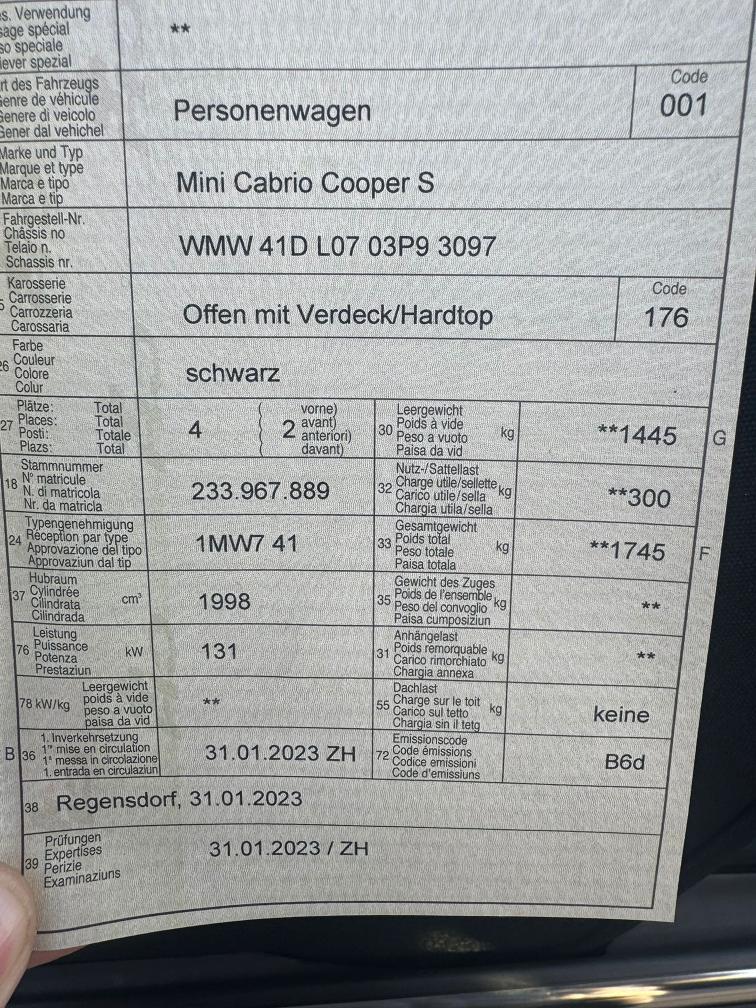 es. Verwendung
sage spécial
so speciale
iever spezial
**
rt des Fahrzeugs
Genre de véhicule
Genere di veicolo
Gener dal vehichel
Personenwagen
Code
001
Marke und Typ
Marque et type
Marca e tipo
Marca e tip
Mini Cabrio Cooper S
Fahrgestell-Nr.
Châssis no
Telaio n.
Schassis nr.
WMW 41D L07 03P9 3097
Karosserie
Carrosserie
Carrozzeria
Carossaria
Offen mit Verdeck/Hardtop
Code
176
26
Farbe
Couleur
Colore
Colur
schwarz
27
Plätze: Total
Places: Total
Posti: Totale
Plazs: Total
4
( 2
vorne)
avant)
anteriori)
davant)
30
Leergewicht
Poids à vide
Peso a vuoto
Paisa da vid
kg
**1445
G
18
Stammnummer
N° matricule
N. di matricola
Nr. da matricla
233.967.889
32
Nutz-/Sattellast
Charge utile/sellette
Carico utile/sella
Chargia utila/sella
kg
**300
24
Typengenehmigung
Réception par type
Approvazione del tipo
Approvaziun dal tip
1MW7 41
33
Gesamtgewicht
Poids total
Peso totale
Paisa totala
kg
**1745
F
37
Hubraum
Cylindrée
Cilindrata
Cilindrada
cm³
1998
35
Gewicht des Zuges
Poids de l'ensemble
Peso del convoglio
Paisa cumposiziun
kg
**
76
Leistung
Puissance
Potenza
Prestaziun
kW
131
31
Anhängelast
Poids remorquable
Carico rimorchiato
Chargia annexa
kg
**
78 kW/kg
Leergewicht
poids à vide
peso a vuoto
paisa da vid
**
55
Dachlast
Charge sur le toit
Carico sul tetto
Chargia sin il tetg
kg
keine
B
36
1. Inverkehrsetzung
1re mise en circulation
1a messa in circolazione
1. entrada en circulaziun
31.01.2023 ZH
72
Emissionscode
Code émissions
Codice emissioni
Code d'emissiuns
B6d
38 Regensdorf, 31.01.2023
39
Prüfungen
Expertises
Perizie
Examinaziuns
31.01.2023 / ZH